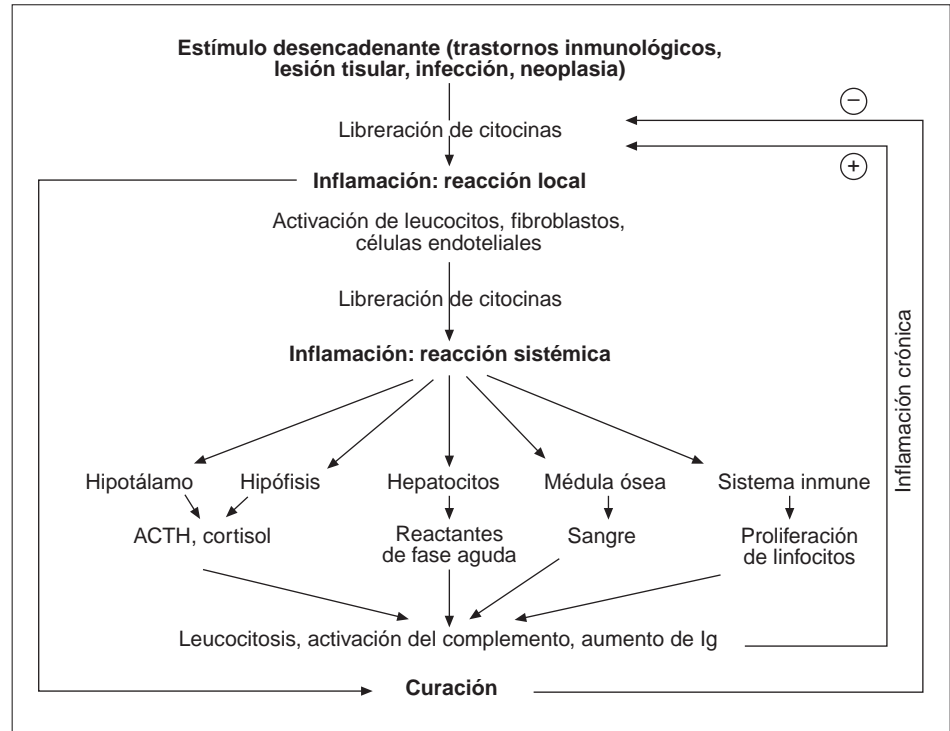 Estímulo desencadenante (trastornos inmunológicos,
lesión tisular, infección, neoplasia)
−
Libreración de citocinas
+
Inflamación: reacción local
Activación de leucocitos, fibroblastos,
células endoteliales
Libreración de citocinas
Inflamación: reacción sistémica
Inflamación crónica
Hipotálamo Hipófisis Hepatocitos Médula ósea Sistema inmune
ACTH, cortisol Reactantes Sangre Proliferación
de fase aguda de linfocitos
Leucocitosis, activación del complemento, aumento de Ig
Curación